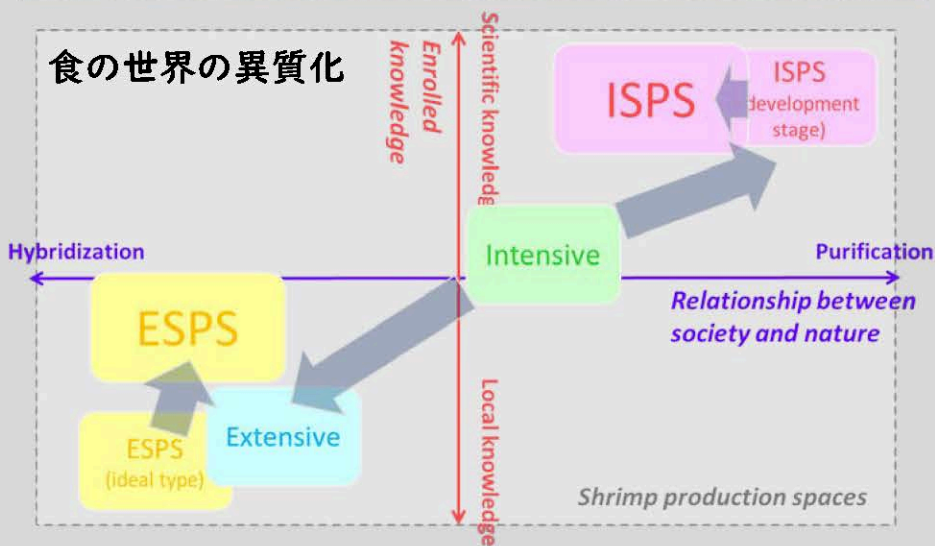 食の世界の異質化
Scientific knowledge
Enrolled
knowledge
ISPS
ISPS
(development
stage)
Intensive
Hybridization
Purification
Relationship between
society and nature
ESPS
ESPS
(ideal type)
Extensive
Local knowledge
Shrimp production spaces